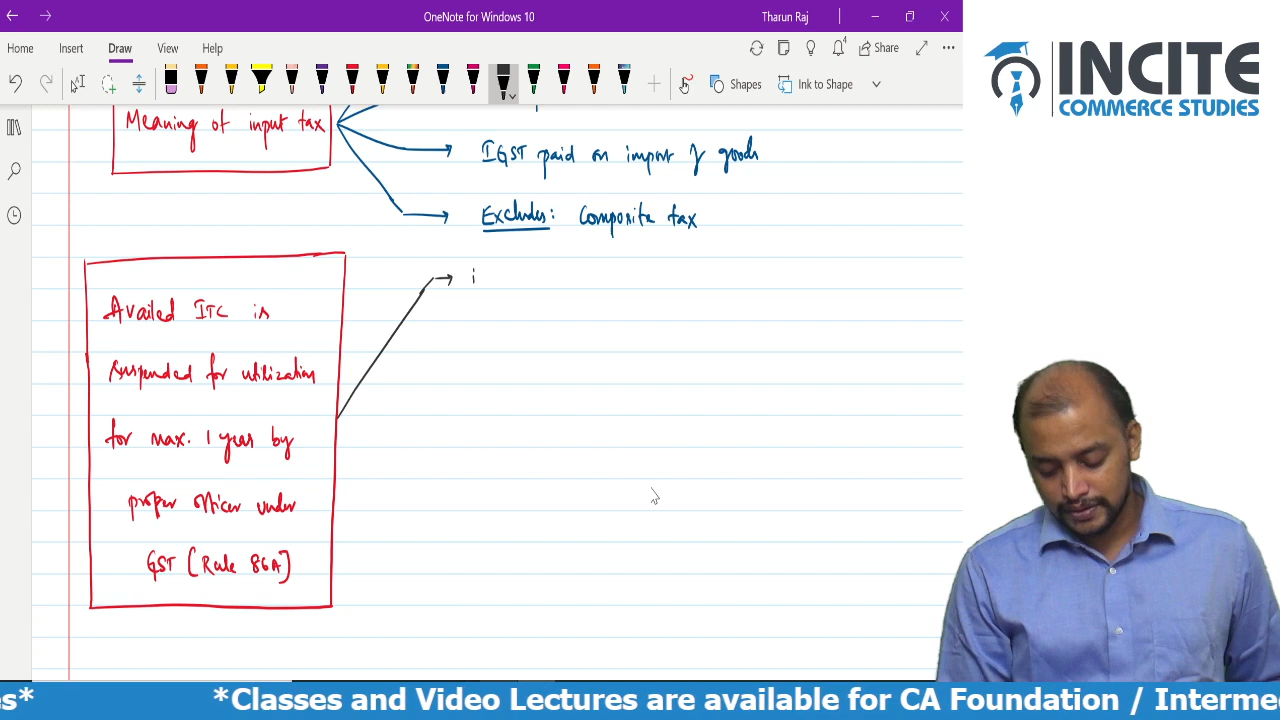 OneNote for Windows 10
Tharun Raj
Home Insert Draw View Help
4
Share
Shapes
Ink to Shape
INCITE
COMMERCE STUDIES
Meaning of input tax
IGST paid on import of goods
Excludes: Composite tax
i
Availed ITC is
suspended for utilization
for max. 1 year by
proper officer under
GST [Rule 86A]
es* *Classes and Video Lectures are available for CA Foundation / Interme